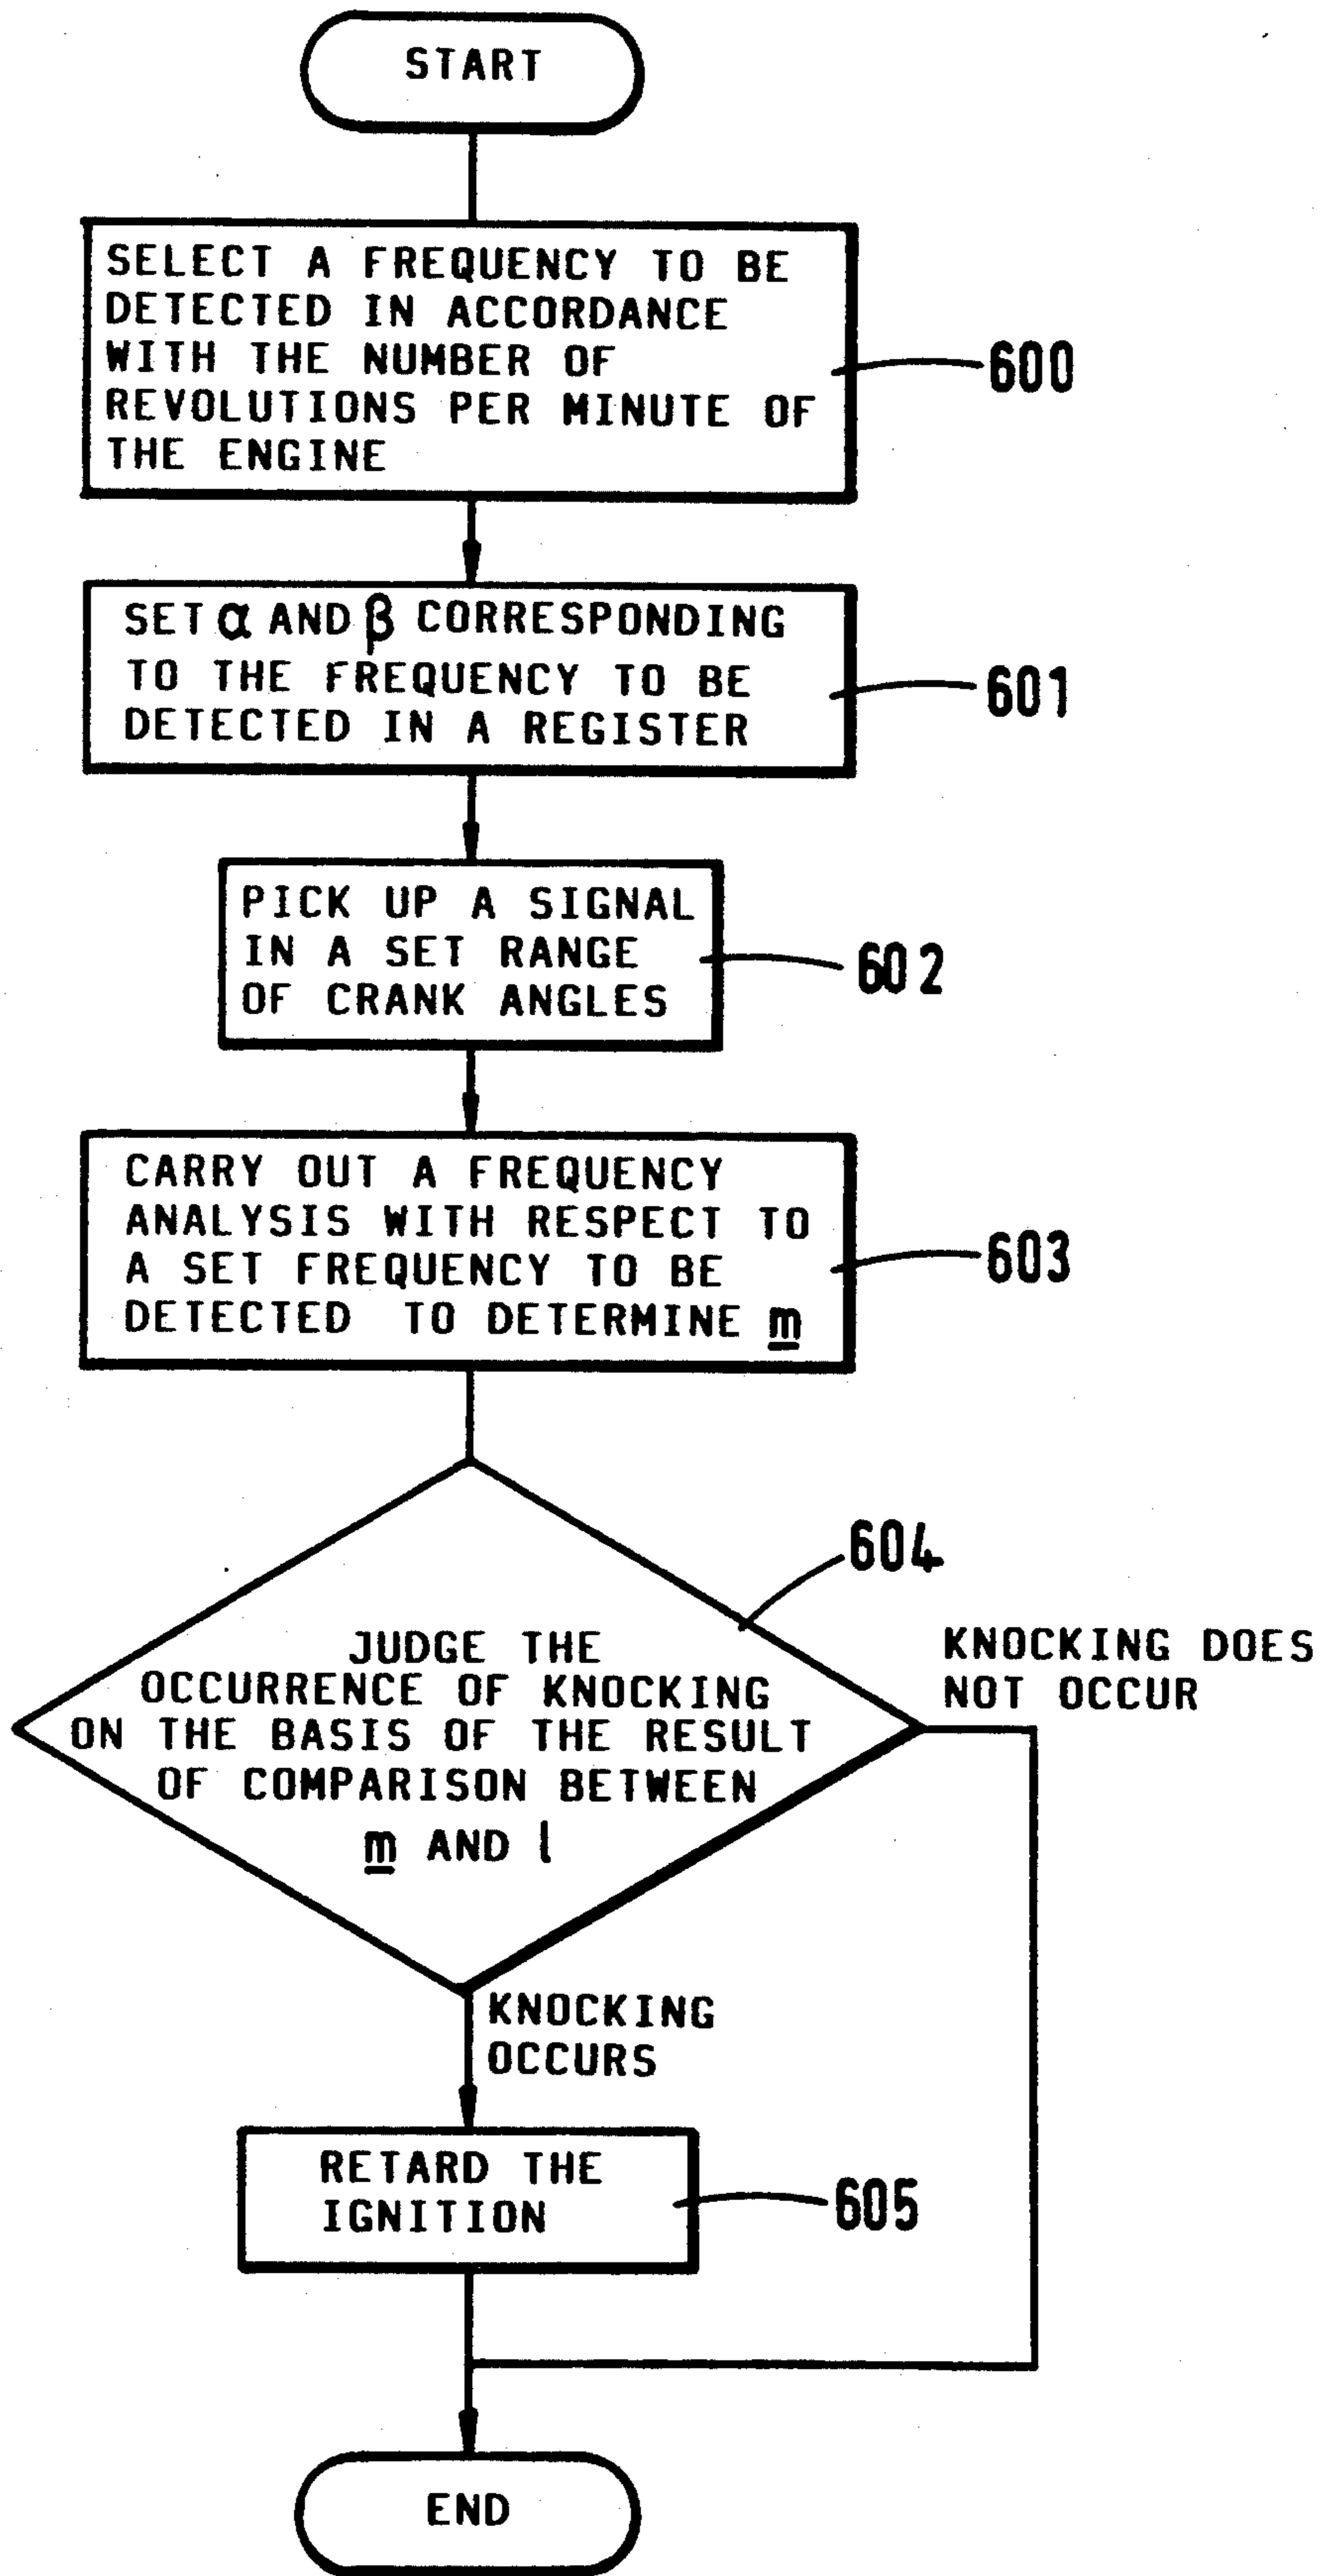 START
SELECT A FREQUENCY TO BE
DETECTED IN ACCORDANCE
WITH THE NUMBER OF
REVOLUTIONS PER MINUTE OF
THE ENGINE
600
SET α AND β CORRESPONDING
TO THE FREQUENCY TO BE
DETECTED IN A REGISTER
601
PICK UP A SIGNAL
IN A SET RANGE
OF CRANK ANGLES
602
CARRY OUT A FREQUENCY
ANALYSIS WITH RESPECT TO
A SET FREQUENCY TO BE
DETECTED TO DETERMINE m
603
604
JUDGE THE
OCCURRENCE OF KNOCKING
ON THE BASIS OF THE RESULT
OF COMPARISON BETWEEN
m AND l
KNOCKING DOES
NOT OCCUR
KNOCKING
OCCURS
RETARD THE
IGNITION
605
END